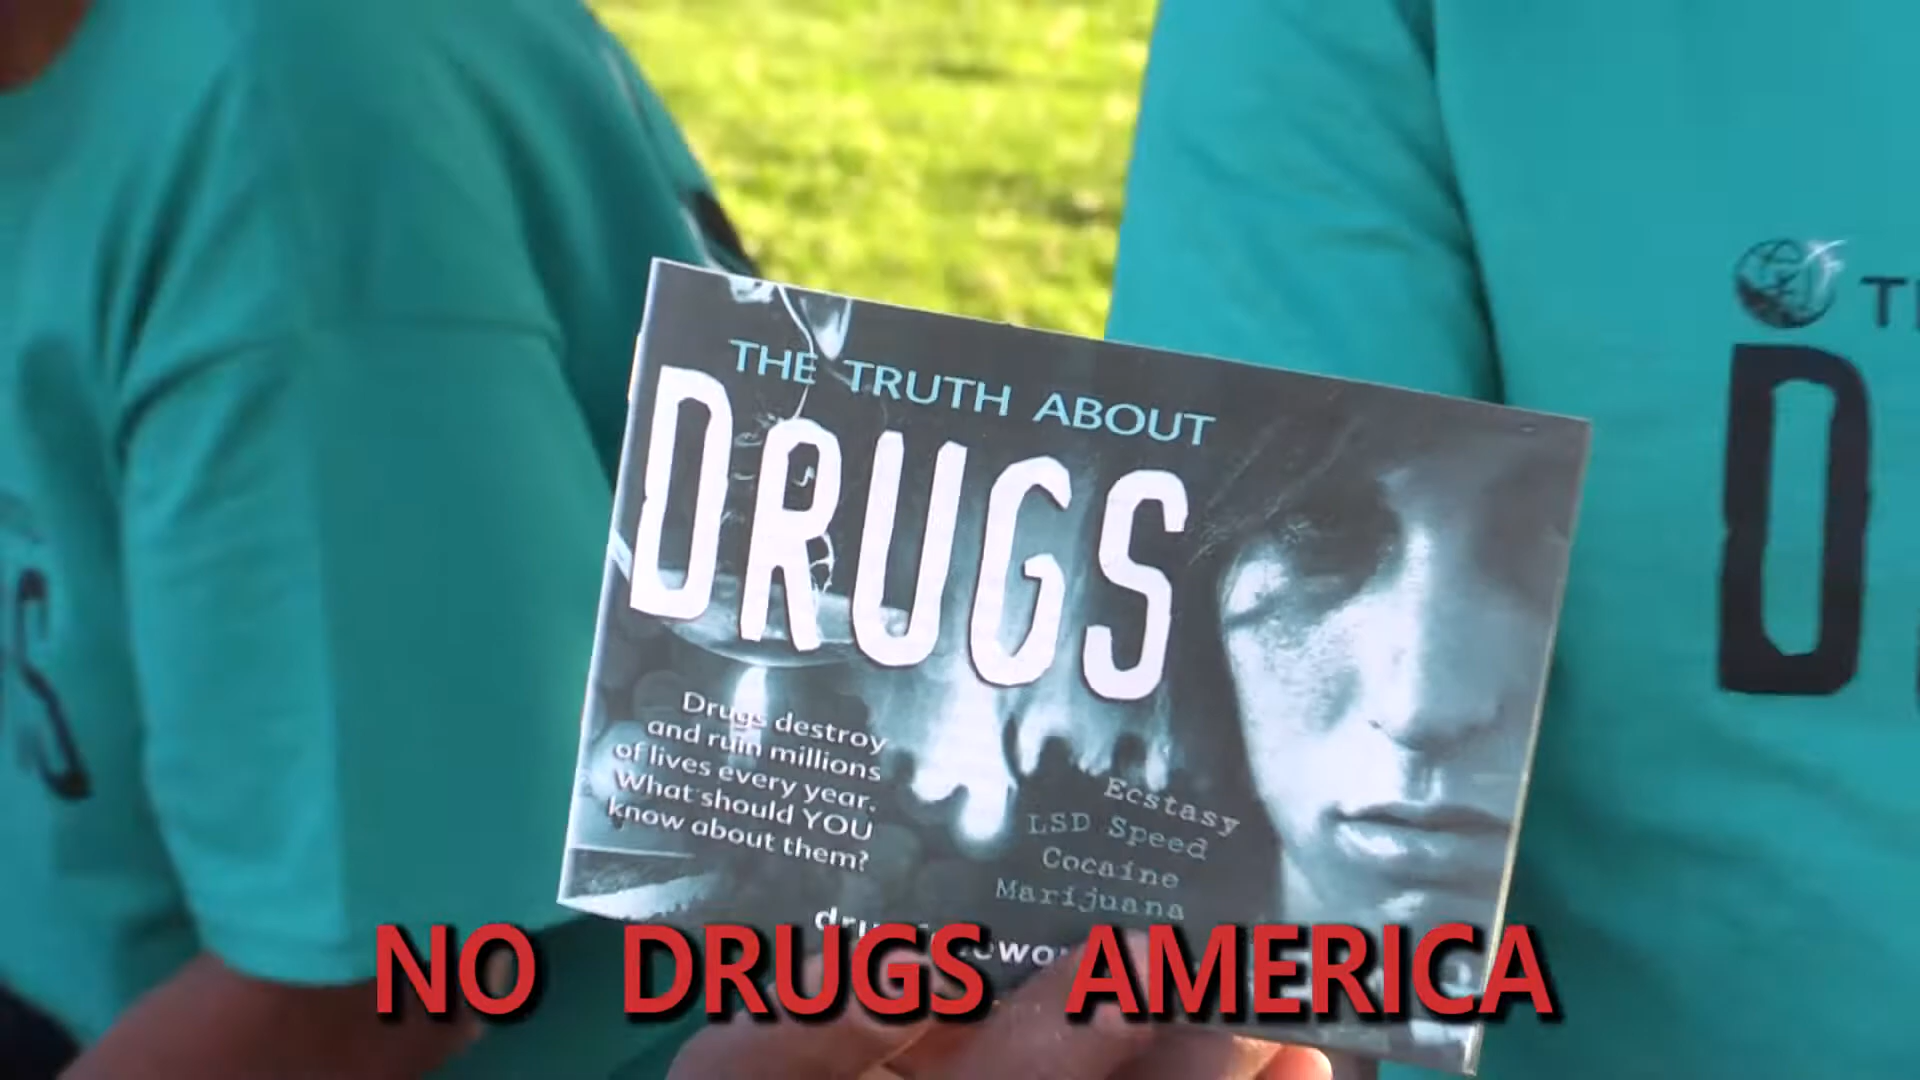 THE TRUTH ABOUT
DRUGS
Drugs destroy
and ruin millions
of lives every year.
What should YOU
know about them?
Ecstasy
LSD Speed
Cocaine
Marijuana
NO DRUGS AMERICA